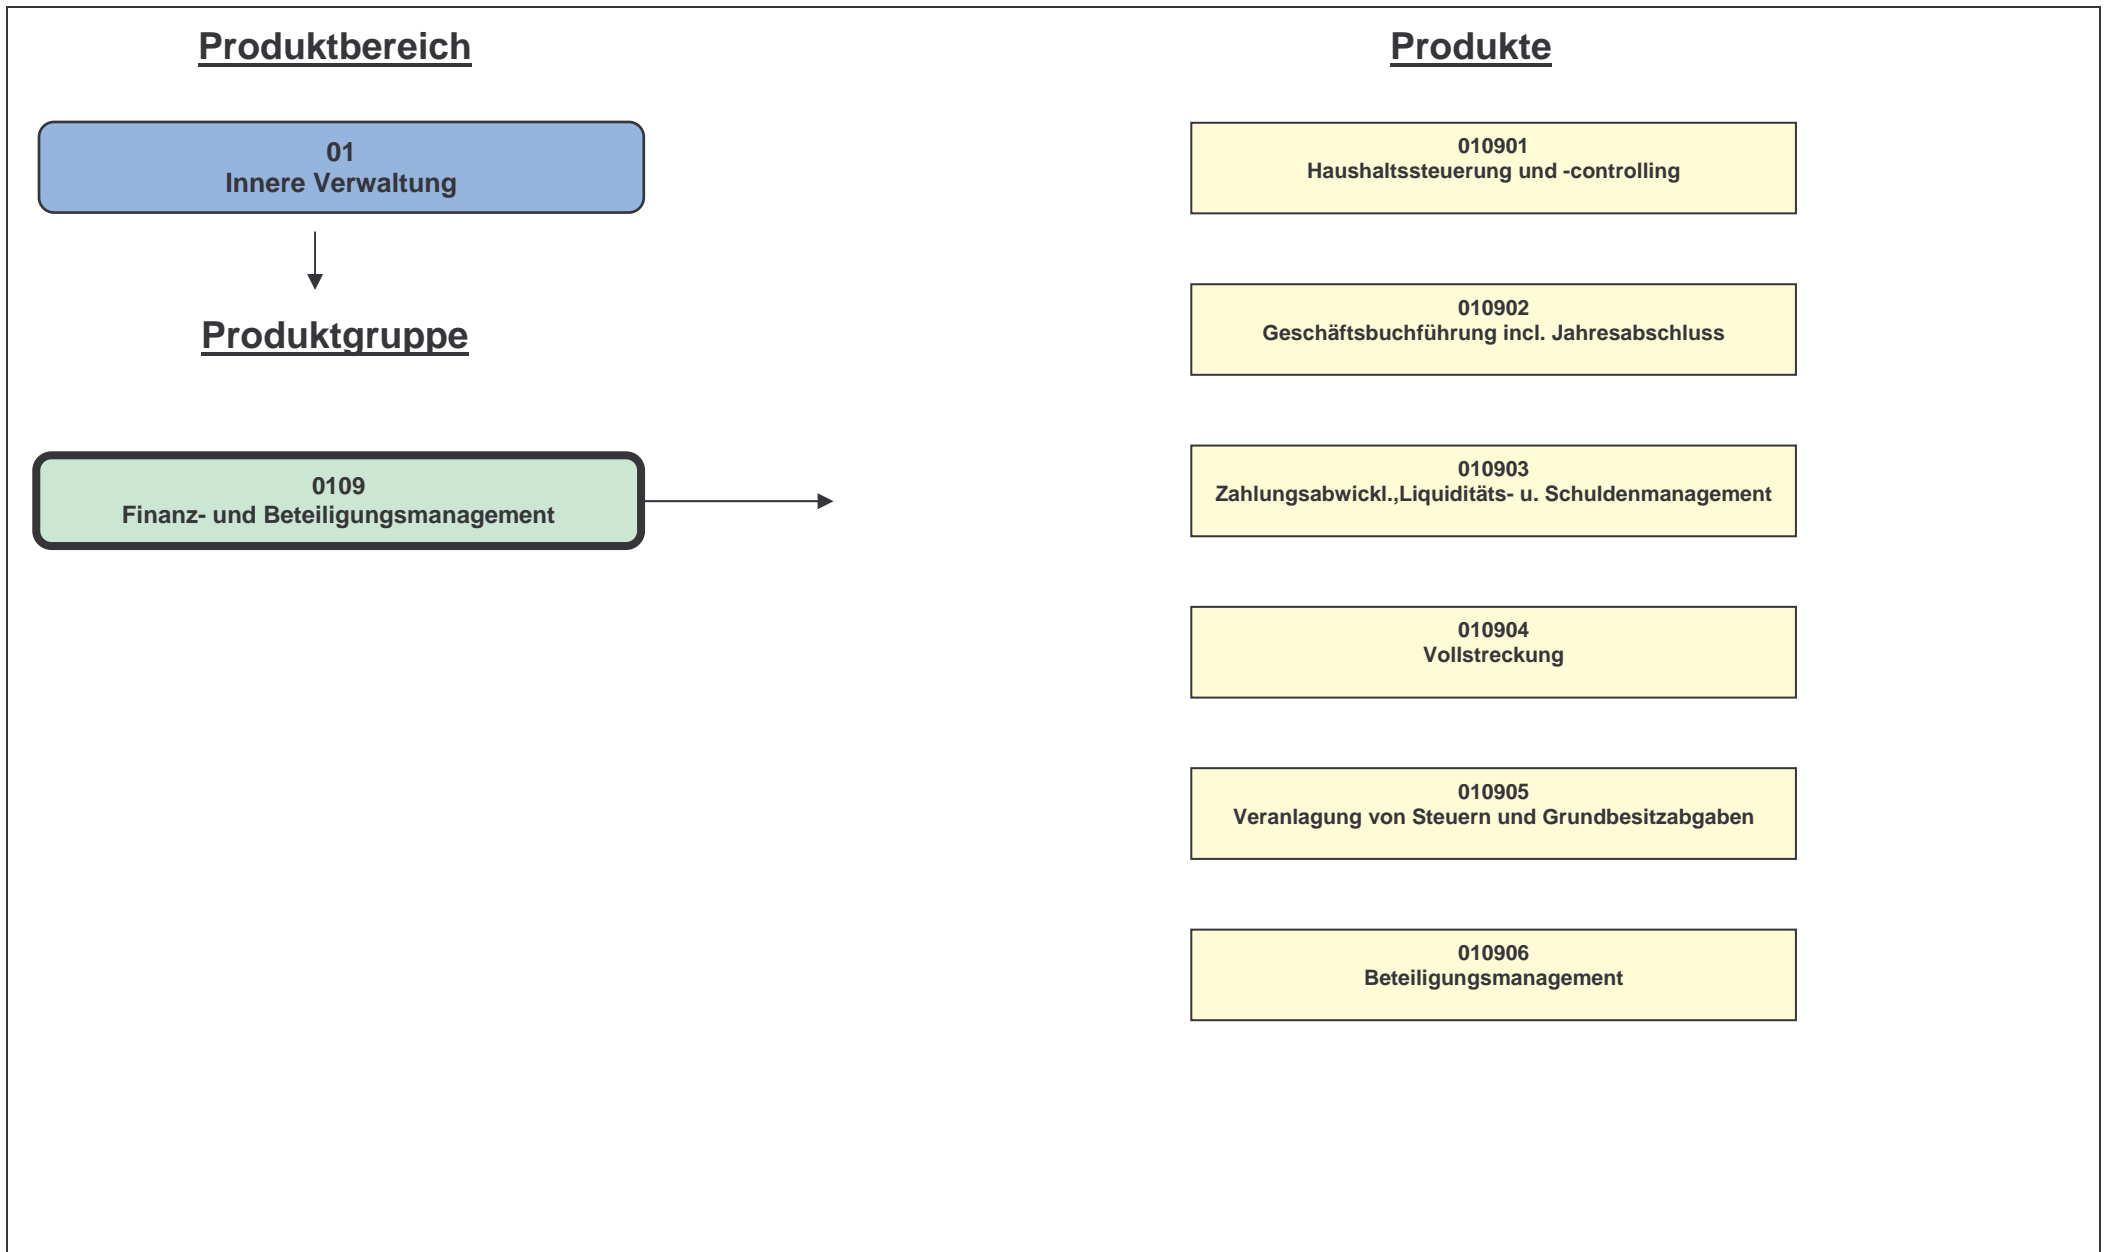 Produktbereich
01
Innere Verwaltung
Produktgruppe
0109
Finanz- und Beteiligungsmanagement
Produkte
010901
Haushaltssteuerung und -controlling
010902
Geschäftsbuchführung incl. Jahresabschluss
010903
Zahlungsabwickl.,Liquiditäts- u. Schuldenmanagement
010904
Vollstreckung
010905
Veranlagung von Steuern und Grundbesitzabgaben
010906
Beteiligungsmanagement